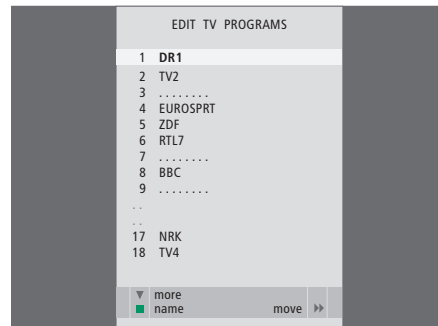 EDIT TV PROGRAMS
1 DR1
2 TV2
3 ........
4 EUROSPRT
5 ZDF
6 RTL7
7 ........
8 BBC
9 ........
..
..
17 NRK
18 TV4
▼ more
■ name move ▶▶